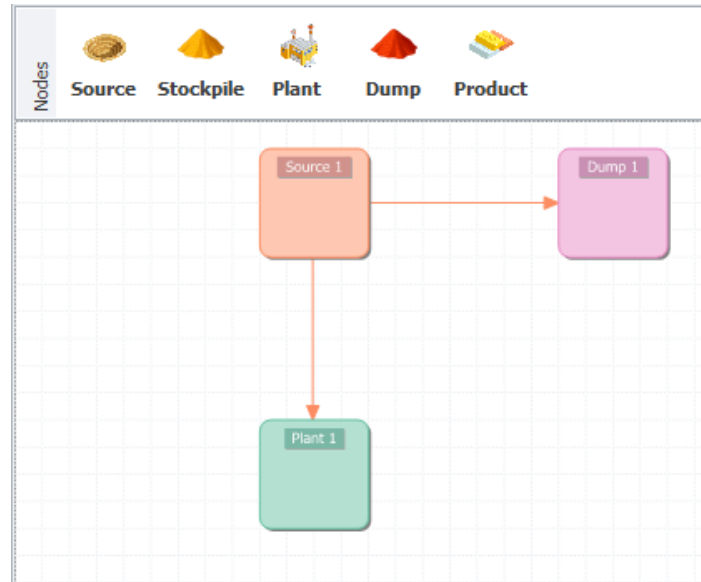 Nodes
Source Stockpile Plant Dump Product
Source 1 Dump 1
Plant 1